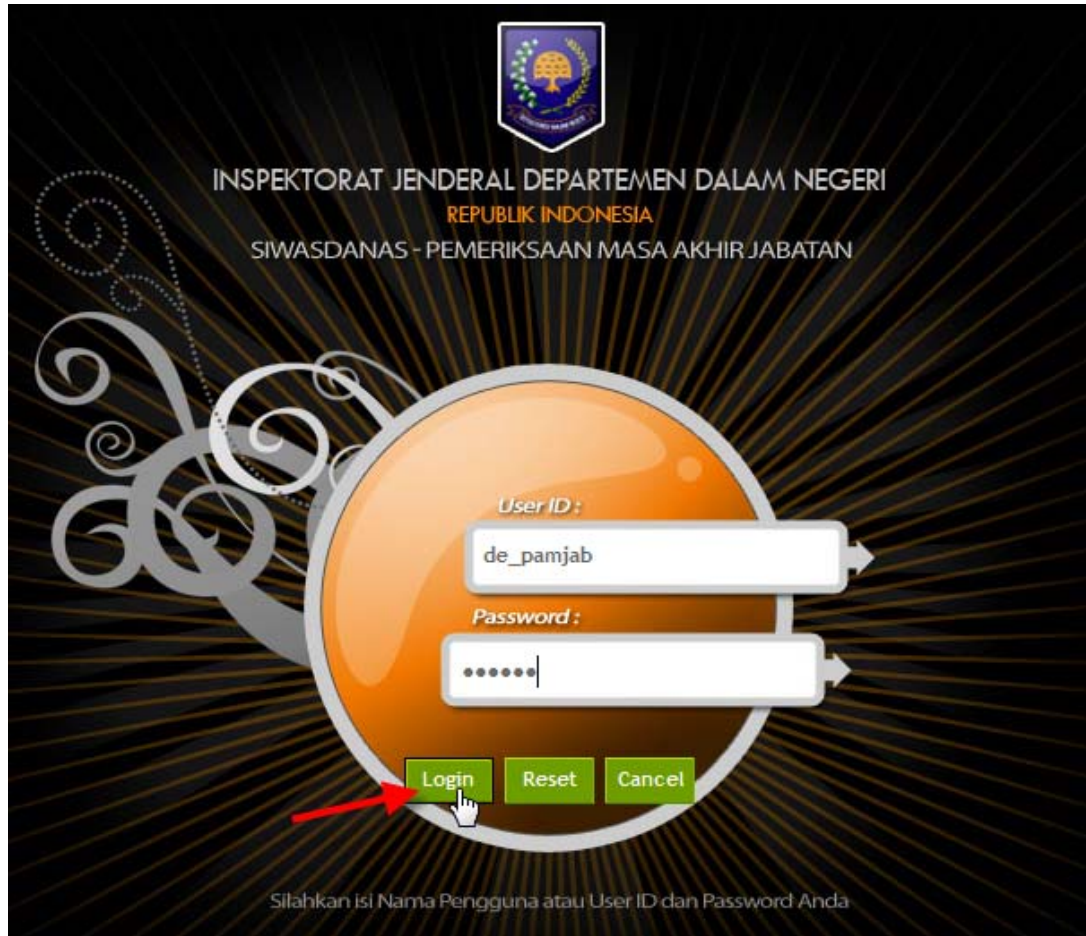 INSPEKTORAT JENDERAL DEPARTEMEN DALAM NEGERI
REPUBLIK INDONESIA
SIWASDANAS - PEMERIKSAAN MASA AKHIR JABATAN
User ID :
de_pamjab
Password :
••••••
Login Reset Cancel
Silahkan isi Nama Pengguna atau User ID dan Password Anda